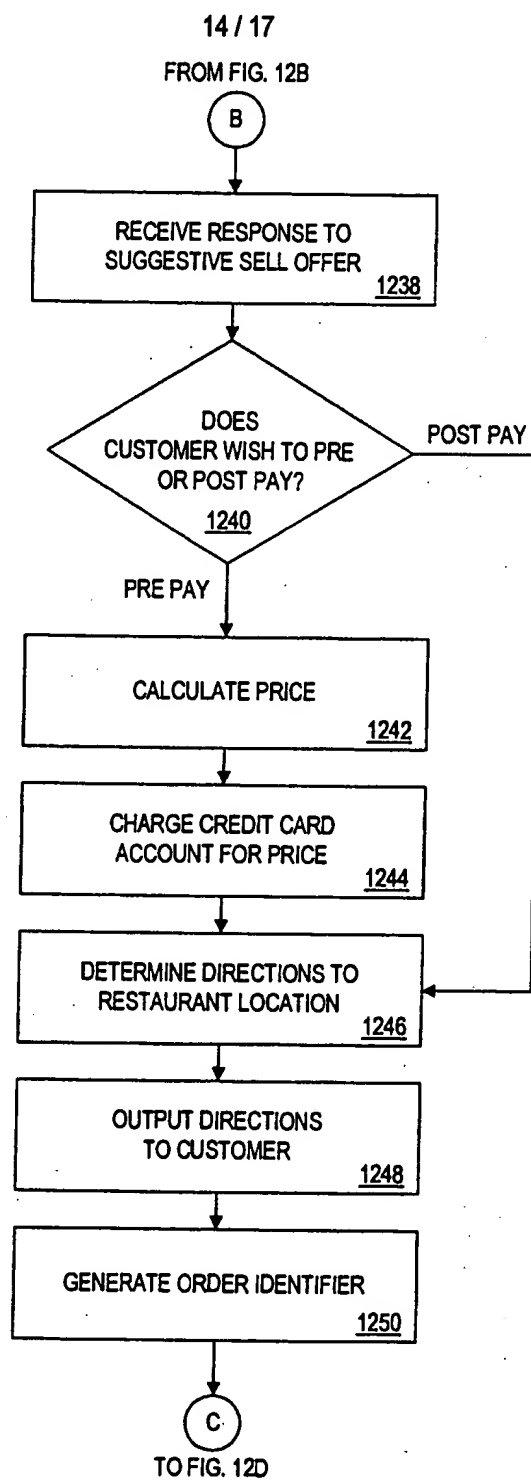 14 / 17
FROM FIG. 12B
B
RECEIVE RESPONSE TO
SUGGESTIVE SELL OFFER
1238
DOES
CUSTOMER WISH TO PRE
OR POST PAY?
1240
POST PAY
PRE PAY
CALCULATE PRICE
1242
CHARGE CREDIT CARD
ACCOUNT FOR PRICE
1244
DETERMINE DIRECTIONS TO
RESTAURANT LOCATION
1246
OUTPUT DIRECTIONS
TO CUSTOMER
1248
GENERATE ORDER IDENTIFIER
1250
C
TO FIG. 12D